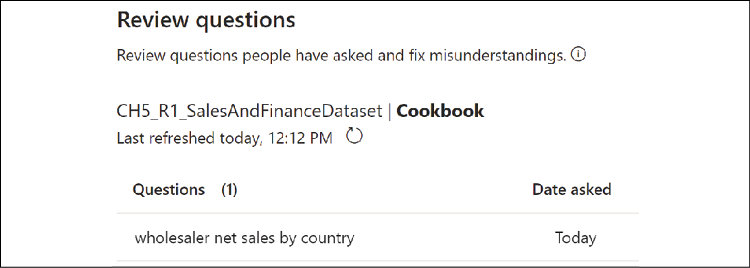 Review questions
Review questions people have asked and fix misunderstandings.
CH5_R1_SalesAndFinanceDataset | Cookbook
Last refreshed today, 12:12 PM
Questions (1) Date asked
wholesaler net sales by country Today